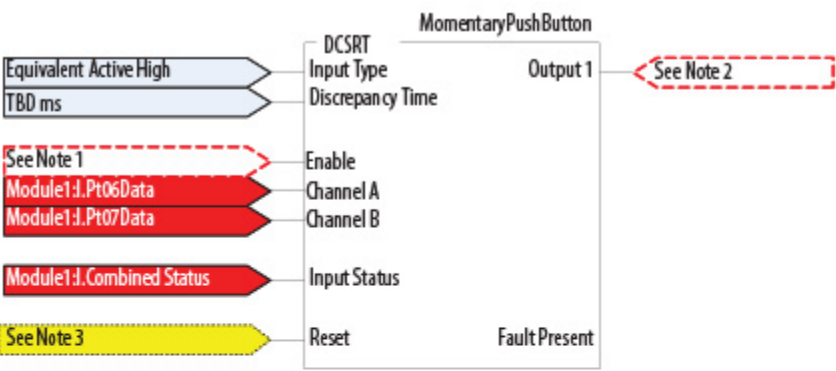 MomentaryPushButton
DCSRT
Equivalent Active High
Input Type
Output 1
See Note 2
TBD ms
Discrepancy Time
See Note 1
Enable
Module1:I.Pt06Data
Channel A
Module1:I.Pt07Data
Channel B
Module1:I.Combined Status
Input Status
See Note 3
Reset
Fault Present